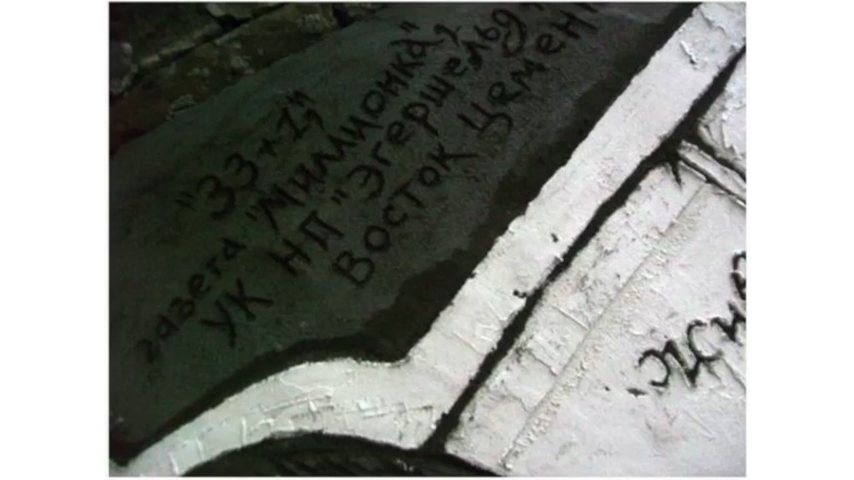 "33+1",
газета "Миллионка",
УК НП "Эгершельд"
Восток Цемент